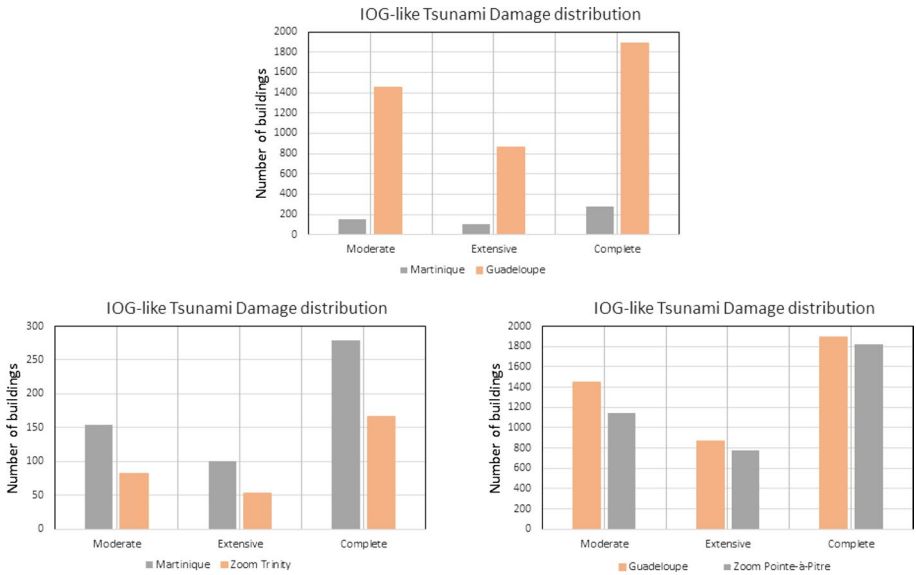 IOG-like Tsunami Damage distribution
Number of buildings
2000
1800
1600
1400
1200
1000
800
600
400
200
0
Moderate Extensive Complete
Martinique Guadeloupe
IOG-like Tsunami Damage distribution
Number of buildings
300
250
200
150
100
50
0
Moderate Extensive Complete
Martinique Zoom Trinity
IOG-like Tsunami Damage distribution
Number of buildings
2000
1800
1600
1400
1200
1000
800
600
400
200
0
Moderate Extensive Complete
Guadeloupe Zoom Pointe-à-Pitre